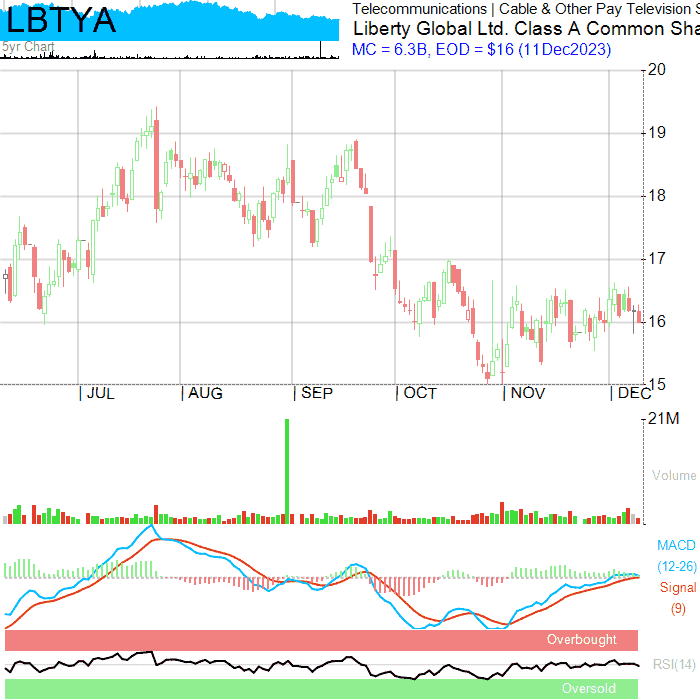 LBTYA
5yr Chart
Telecommunications | Cable & Other Pay Television S
Liberty Global Ltd. Class A Common Sha
MC = 6.3B, EOD = $16 (11Dec2023)
20
19
18
17
16
15
| JUL | AUG | SEP | OCT | NOV | DEC
21M
Volume
MACD
(12-26)
Signal
(9)
Overbought
RSI(14)
Oversold